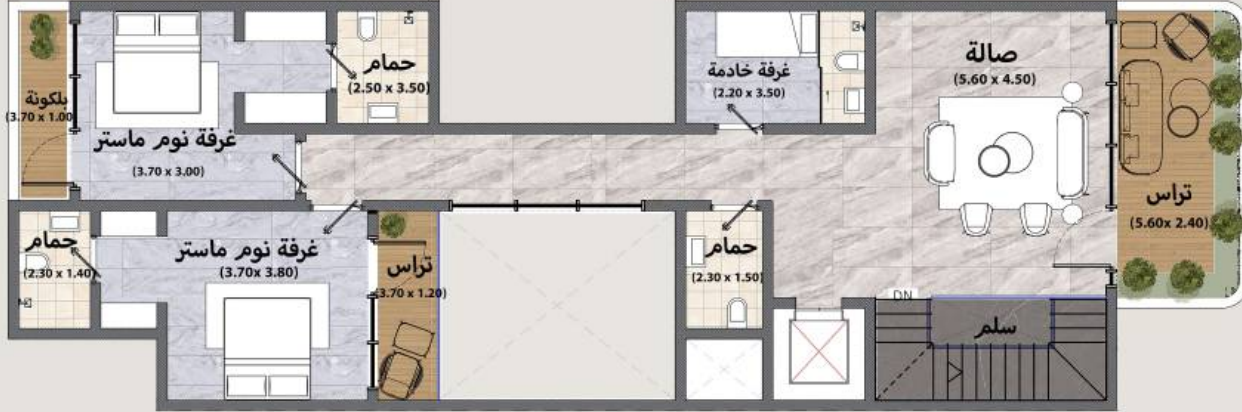 حمام
(2.50 x 3.50)
غرفة خادمة
(2.20 x 3.50)
صالة
(5.60 x 4.50)
بلكونة
(3.70 x 1.00)
غرفة نوم ماستر
(3.70 x 3.00)
تراس
(5.60x 2.40)
حمام
(2.30 x 1.40)
غرفة نوم ماستر
(3.70x 3.80)
تراس
(3.70 x 1.20)
حمام
(2.30 x 1.50)
DN
سلم